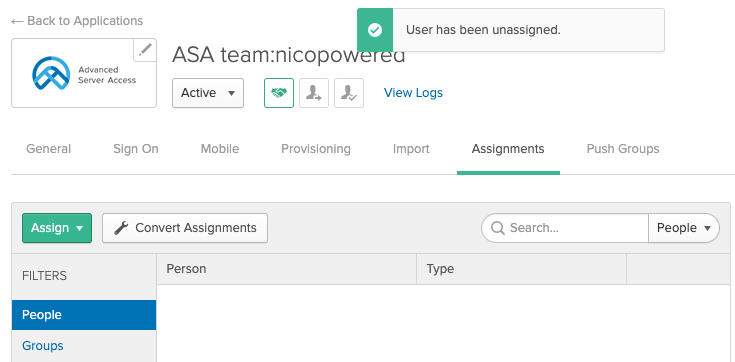 ← Back to Applications
User has been unassigned.
Advanced
Server Access
ASA team:nicopowered
Active
View Logs
General
Sign On
Mobile
Provisioning
Import
Assignments
Push Groups
Assign
Convert Assignments
Search...
People
FILTERS
Person
Type
People
Groups